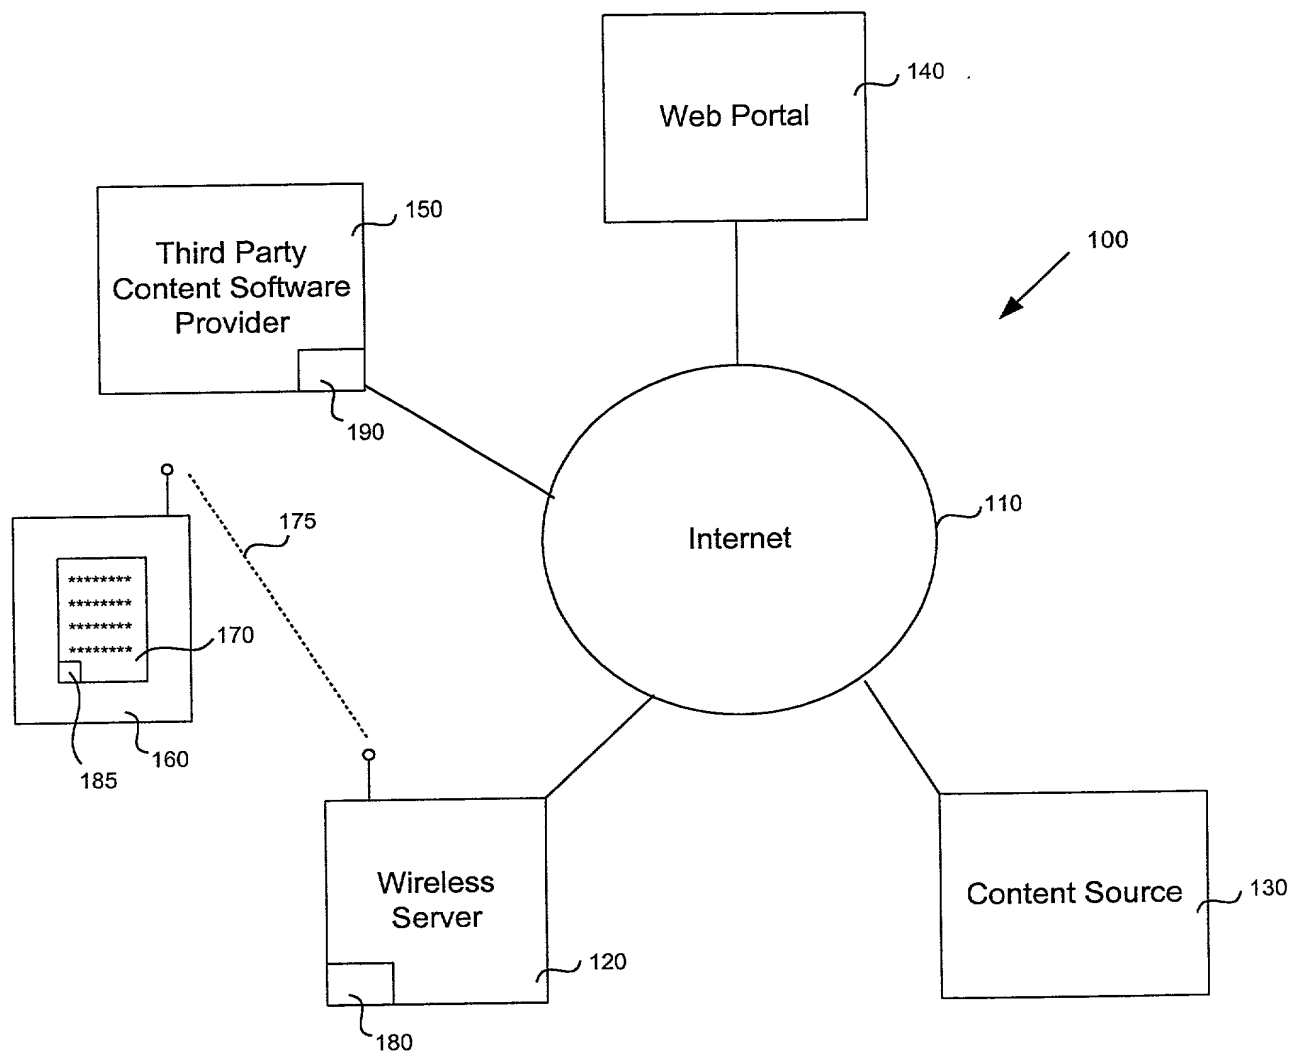 140
Web Portal
150
100
Third Party
Content Software
Provider
190
175
110
Internet
********
********
********
********
170
160
185
Wireless
Server
Content Source
130
120
180